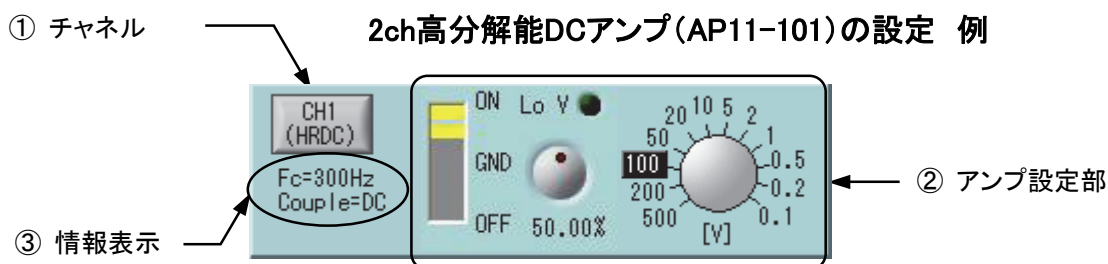 ① チャネル
2ch高分解能DCアンプ(AP11-101)の設定 例
CH1
(HRDC)
Fc=300Hz
Couple=DC
ON
GND
OFF
Lo V
50.00%
500
200
100
50
20
10
5
2
1
0.5
0.2
0.1
[V]
② アンプ設定部
③ 情報表示